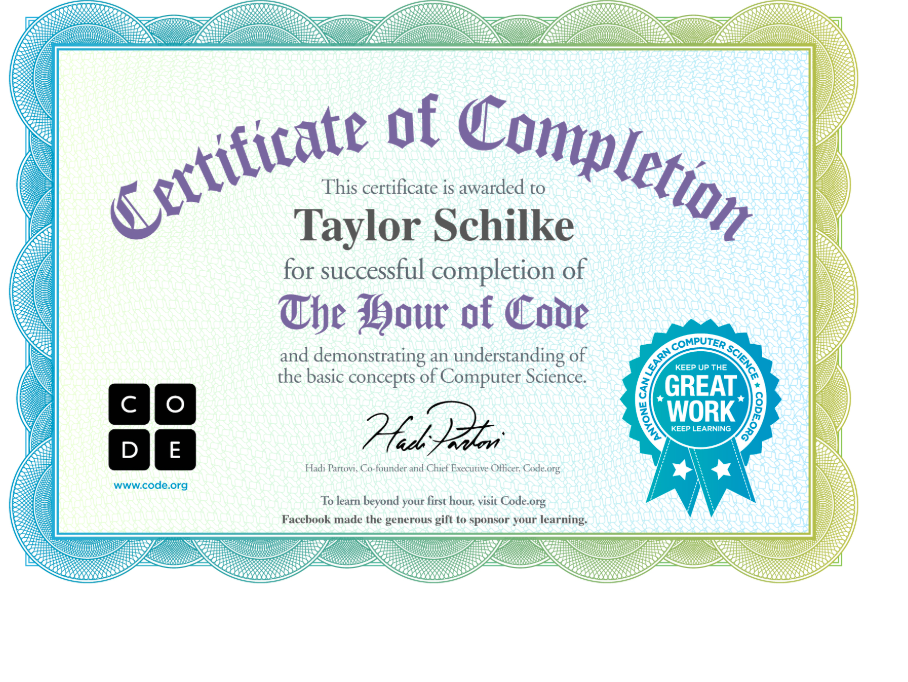 Certificate of Completion
This certificate is awarded to
Taylor Schilke
for successful completion of
The Hour of Code
and demonstrating an understanding of
the basic concepts of Computer Science.
Hadi Partovi
Hadi Partovi, Co-founder and Chief Executive Officer, Code.org
To learn beyond your first hour, visit Code.org
Facebook made the generous gift to sponsor your learning.
C O
D E
www.code.org
ANYONE CAN LEARN COMPUTER SCIENCE ★ CODE.ORG
KEEP UP THE
GREAT
WORK
KEEP LEARNING